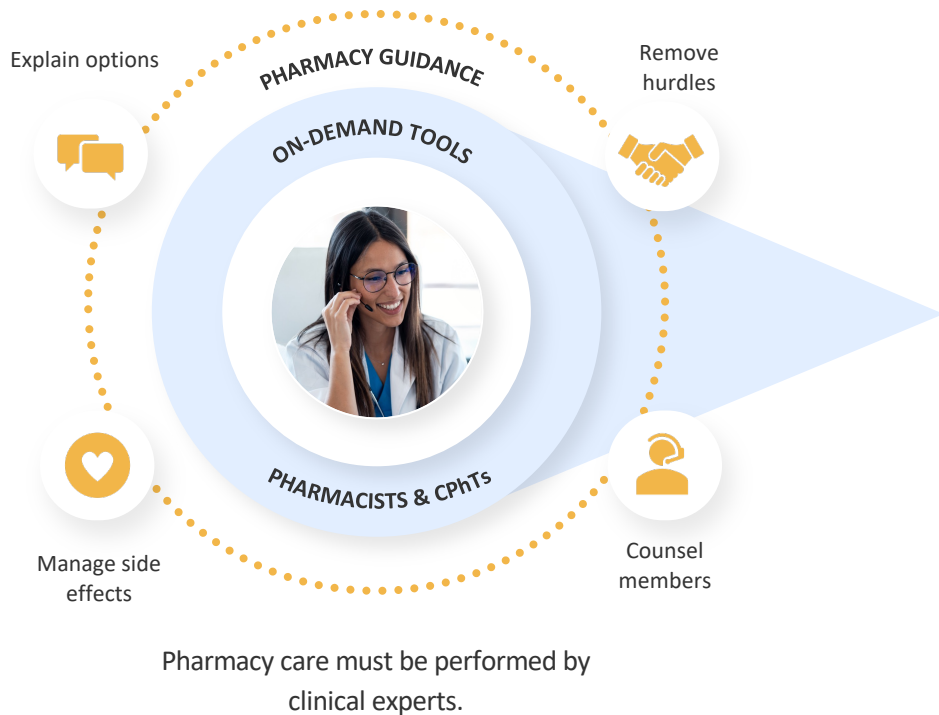 Explain options
PHARMACY GUIDANCE
Remove
hurdles
ON-DEMAND TOOLS
PHARMACISTS & CPhTs
Manage side
effects
Counsel
members
Pharmacy care must be performed by
clinical experts.